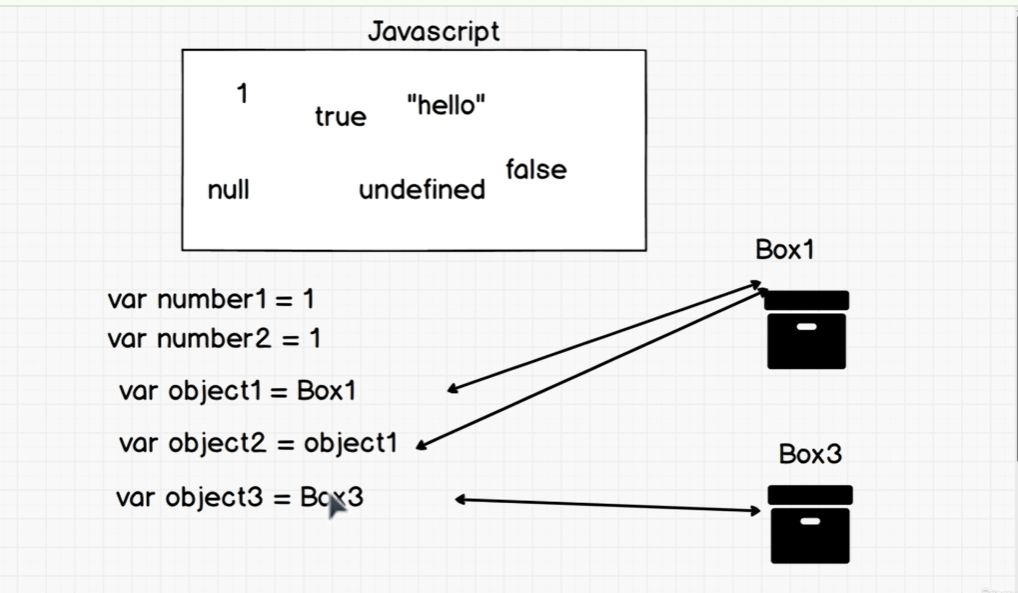 Javascript
1
true
"hello"
null
undefined
false
Box1
var number1 = 1
var number2 = 1
var object1 = Box1
var object2 = object1
Box3
var object3 = Box3